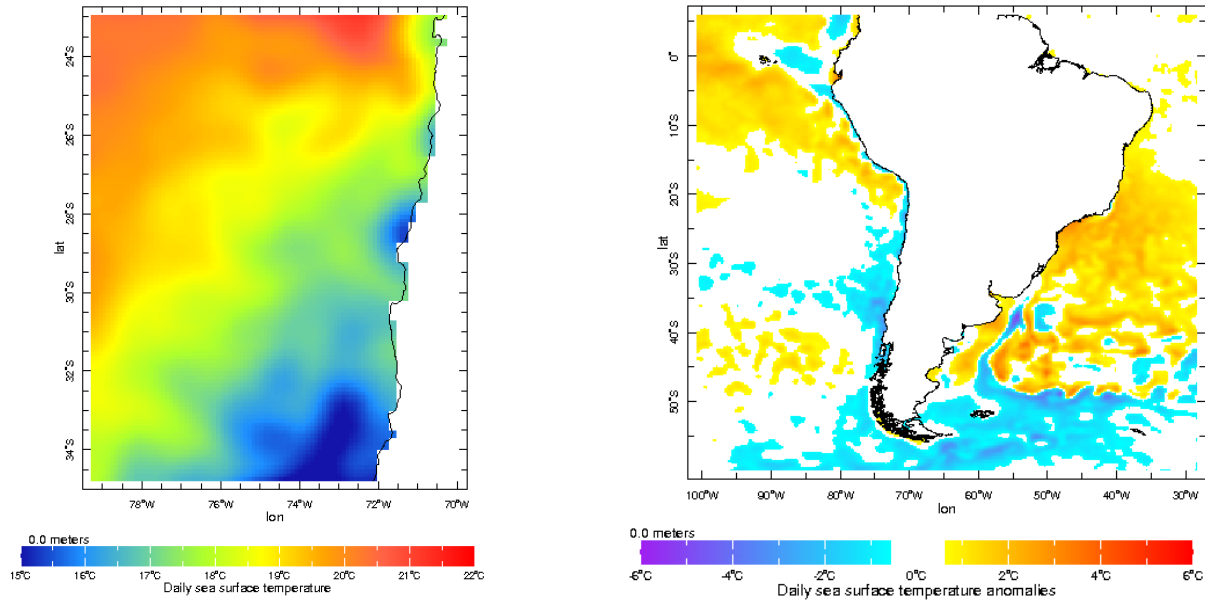 24°S
26°S
28°S
lat
30°S
32°S
34°S
78°W 76°W 74°W 72°W 70°W
lon
0.0 meters
15°C 16°C 17°C 18°C 19°C 20°C 21°C 22°C
Daily sea surface temperature
0°
10°S
20°S
lat
30°S
40°S
50°S
100°W 90°W 80°W 70°W 60°W 50°W 40°W 30°W
lon
0.0 meters
-6°C -4°C -2°C 0°C 2°C 4°C 6°C
Daily sea surface temperature anomalies